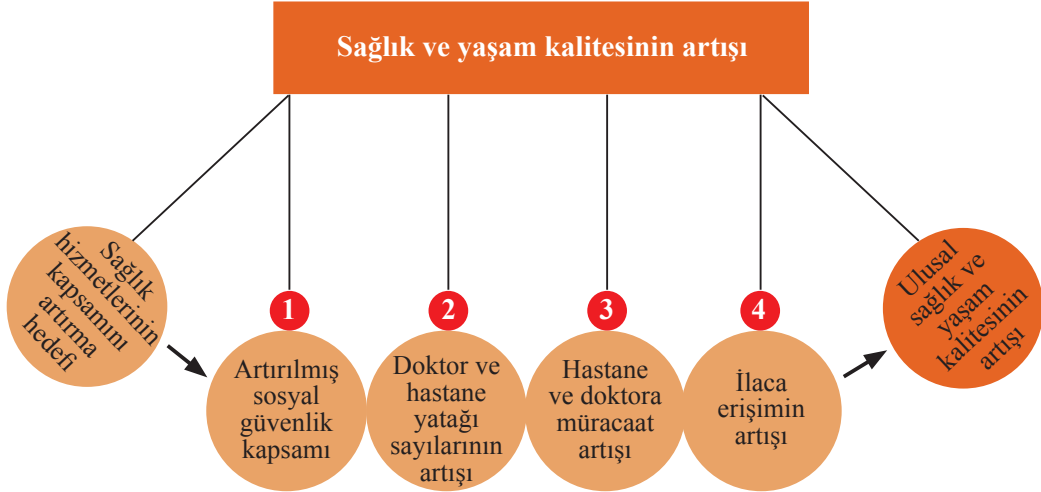 Sağlık ve yaşam kalitesinin artışı
Sağlık
hizmetlerinin
kapsamını
artırma
hedefi
1
Artırılmış
sosyal
güvenlik
kapsamı
2
Doktor ve
hastane
yatağı
sayılarının
artışı
3
Hastane
ve doktora
müracaat
artışı
4
İlaca
erişimin
artışı
Ulusal
sağlık ve
yaşam
kalitesinin
artışı